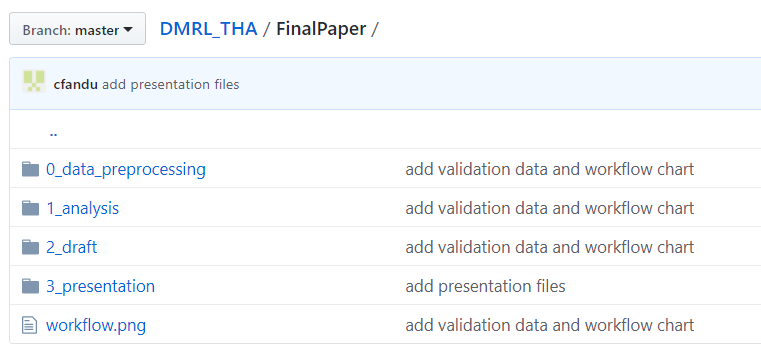 Branch: master DMRL_THA / FinalPaper /
cfandu add presentation files
..
0_data_preprocessing add validation data and workflow chart
1_analysis add validation data and workflow chart
2_draft add validation data and workflow chart
3_presentation add presentation files
workflow.png add validation data and workflow chart